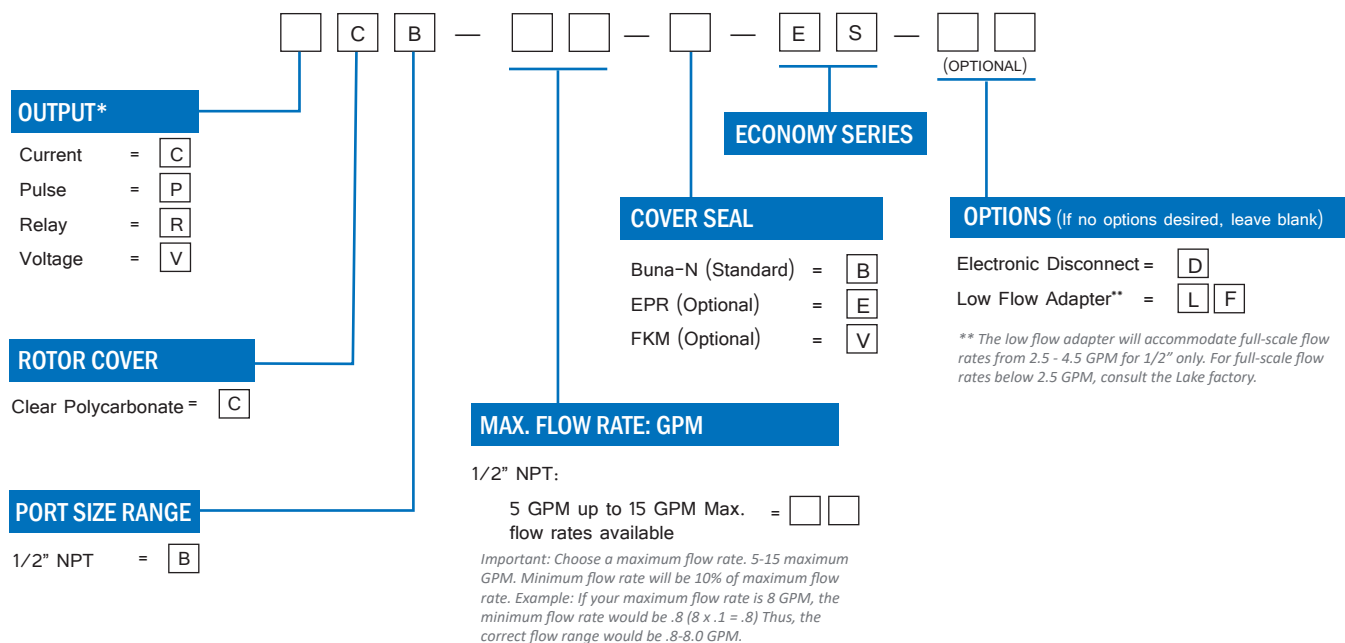 C B — — — E S —
(OPTIONAL)
OUTPUT*
Current = C
Pulse = P
Relay = R
Voltage = V
ROTOR COVER
Clear Polycarbonate = C
PORT SIZE RANGE
1/2" NPT = B
MAX. FLOW RATE: GPM
1/2" NPT:
5 GPM up to 15 GPM Max. =
flow rates available
Important: Choose a maximum flow rate. 5-15 maximum
GPM. Minimum flow rate will be 10% of maximum flow
rate. Example: If your maximum flow rate is 8 GPM, the
minimum flow rate would be .8 (8 x .1 = .8) Thus, the
correct flow range would be .8-8.0 GPM.
COVER SEAL
Buna-N (Standard) = B
EPR (Optional) = E
FKM (Optional) = V
ECONOMY SERIES
OPTIONS (If no options desired, leave blank)
Electronic Disconnect = D
Low Flow Adapter** = L F
** The low flow adapter will accommodate full-scale flow
rates from 2.5 - 4.5 GPM for 1/2" only. For full-scale flow
rates below 2.5 GPM, consult the Lake factory.